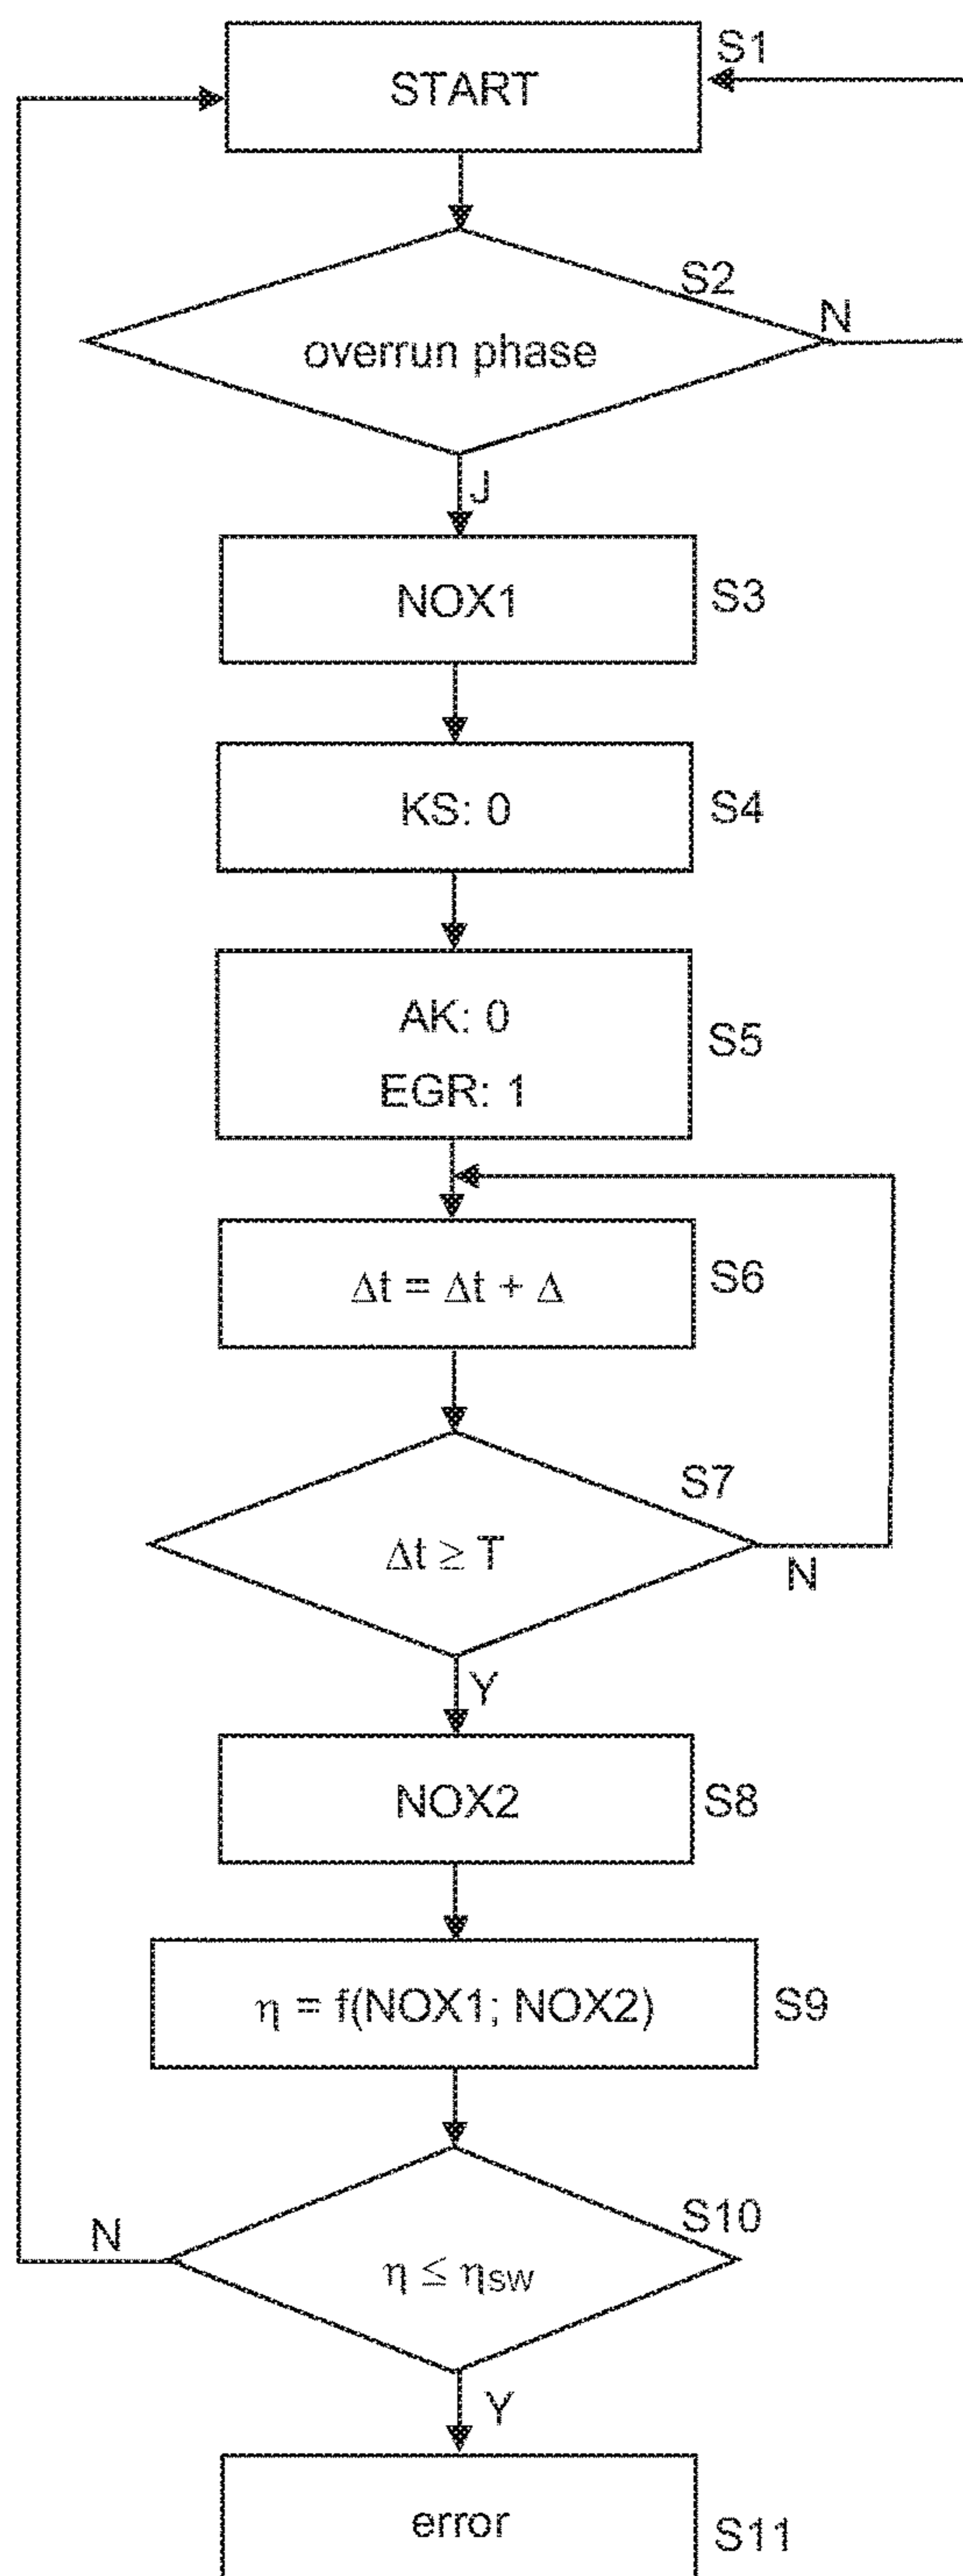 START
S1
S2
overrun phase
N
J
NOX1
S3
KS: 0
S4
AK: 0
EGR: 1
S5
Δt = Δt + Δ
S6
S7
Δt ≥ T
N
Y
NOX2
S8
η = f(NOX1; NOX2)
S9
S10
N
η ≤ ηSW
Y
error
S11